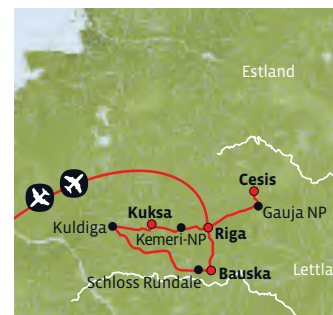 Estland
Cesis
Kuksa
Gauja NP
Kuldiga
Kemeri-NP
Riga
Lettla
Schloss Rundale
Bauska